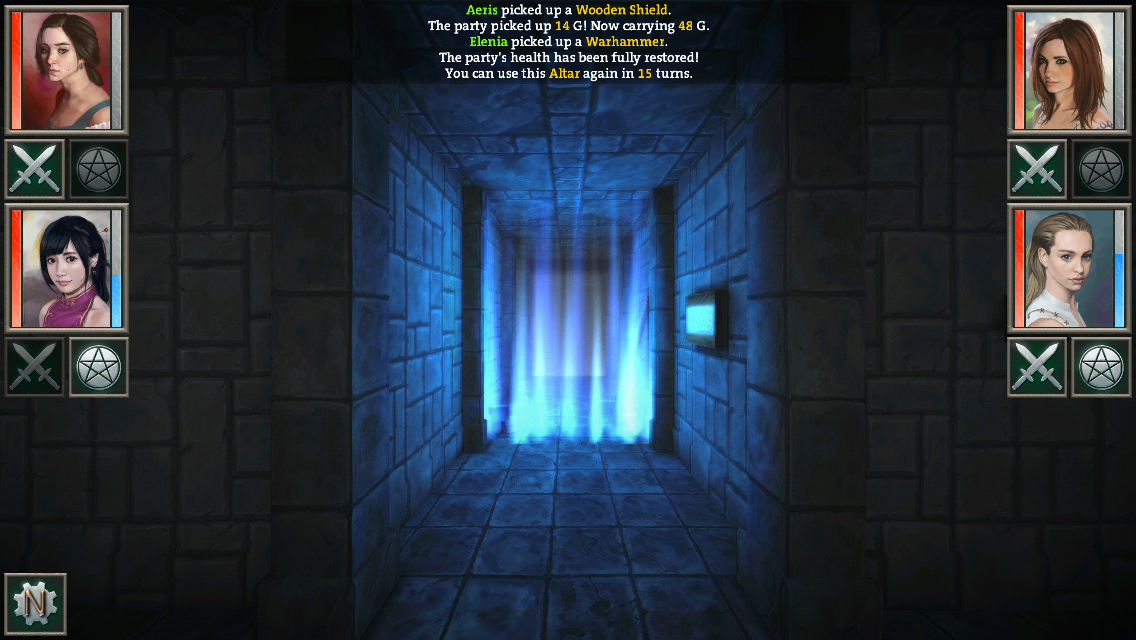 Aeris picked up a Wooden Shield.
The party picked up 14 G! Now carrying 48 G.
Elenia picked up a Warhammer.
The party's health has been fully restored!
You can use this Altar again in 15 turns.
N